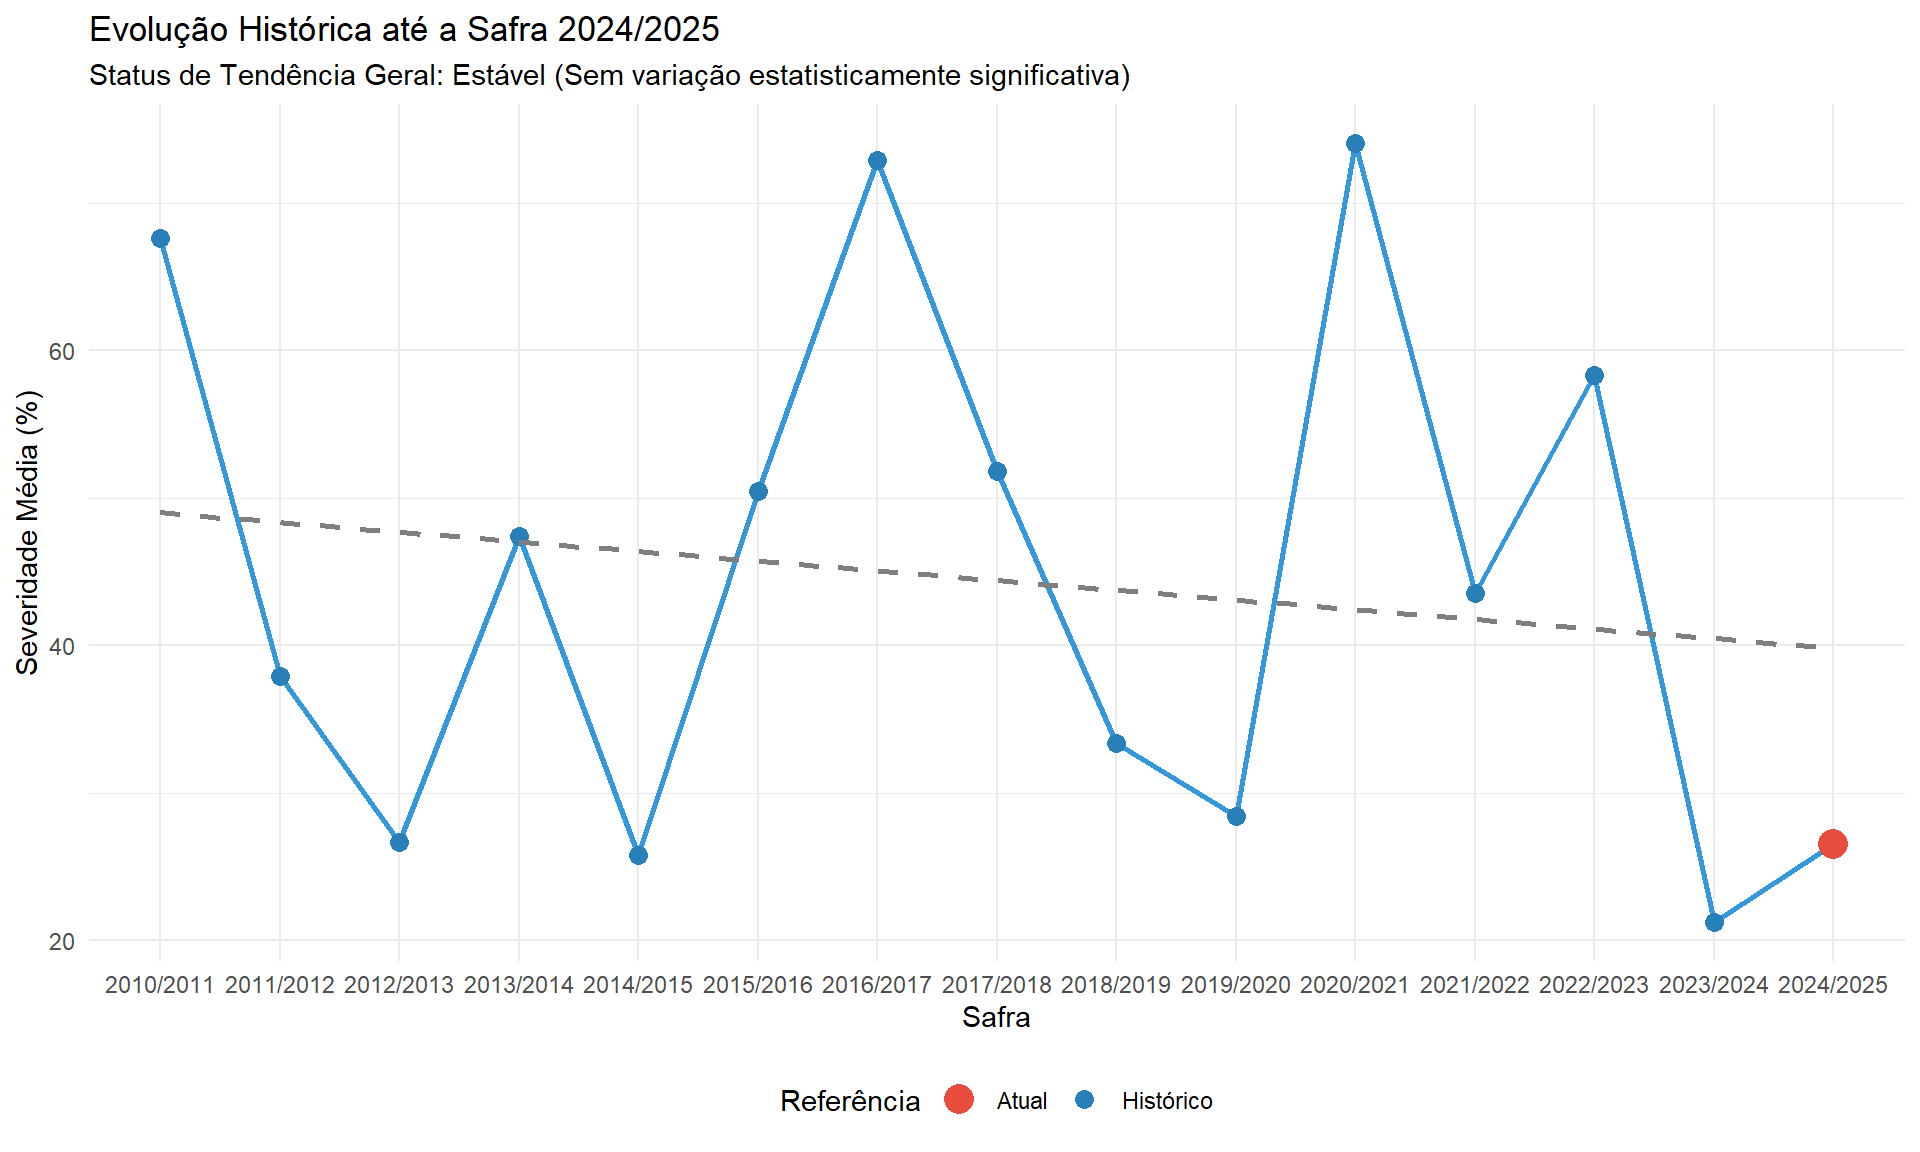 Evolução Histórica até a Safra 2024/2025
Status de Tendência Geral: Estável (Sem variação estatisticamente significativa)
Severidade Média (%)
60
40
20
2010/2011 2011/2012 2012/2013 2013/2014 2014/2015 2015/2016 2016/2017 2017/2018 2018/2019 2019/2020 2020/2021 2021/2022 2022/2023 2023/2024 2024/2025
Safra
Referência Atual Histórico